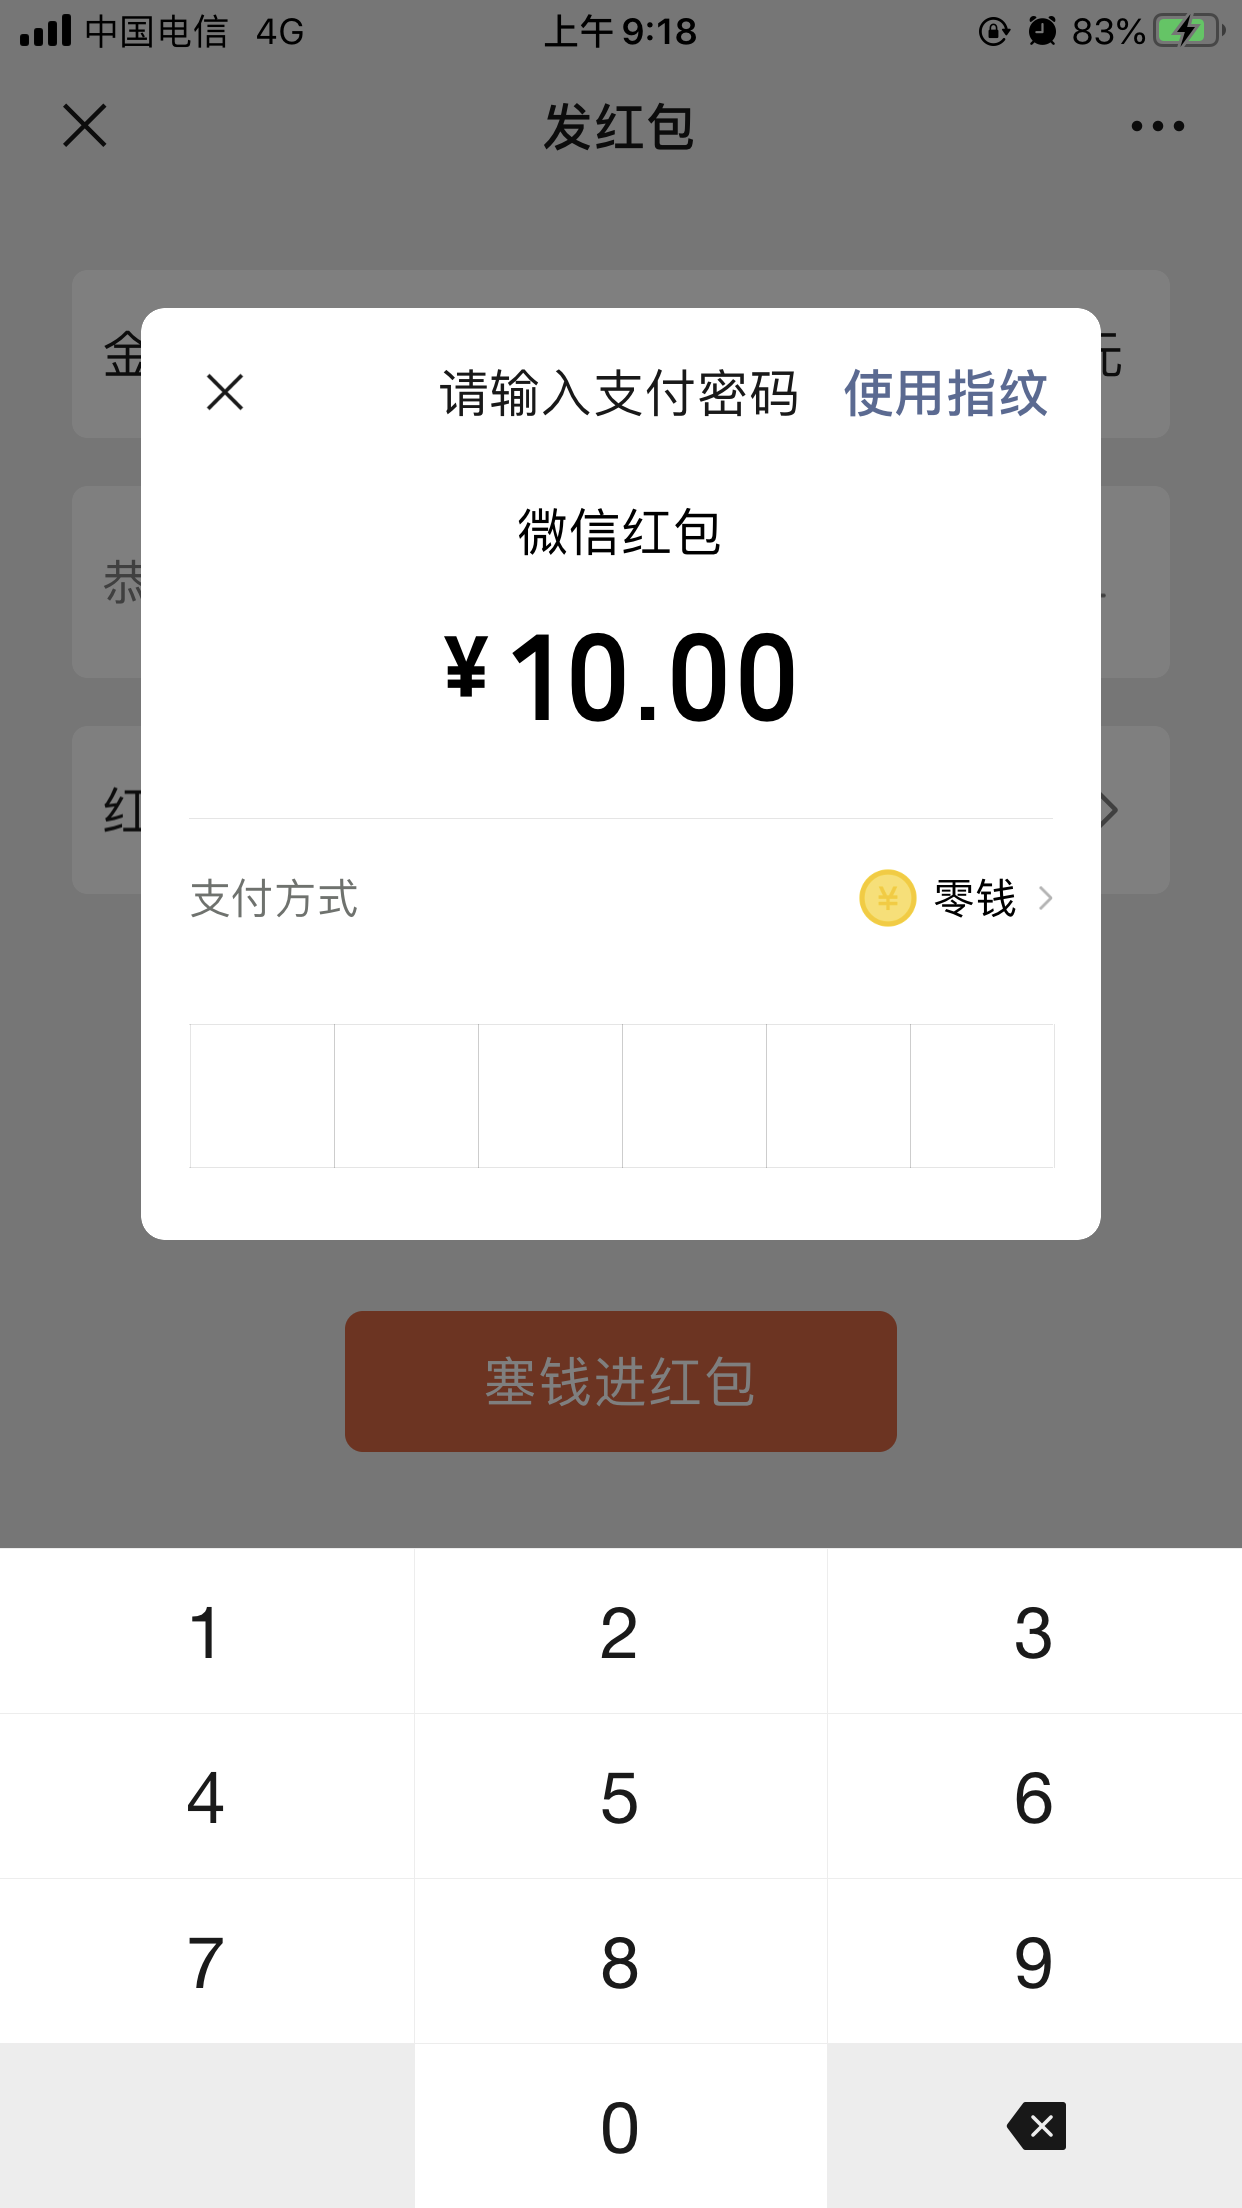 中国电信 4G 上午 9:18 83%
发红包
金 元
请输入支付密码 使用指纹
恭
微信红包
¥10.00
红
支付方式 ¥ 零钱
塞钱进红包
1 2 3
4 5 6
7 8 9
0